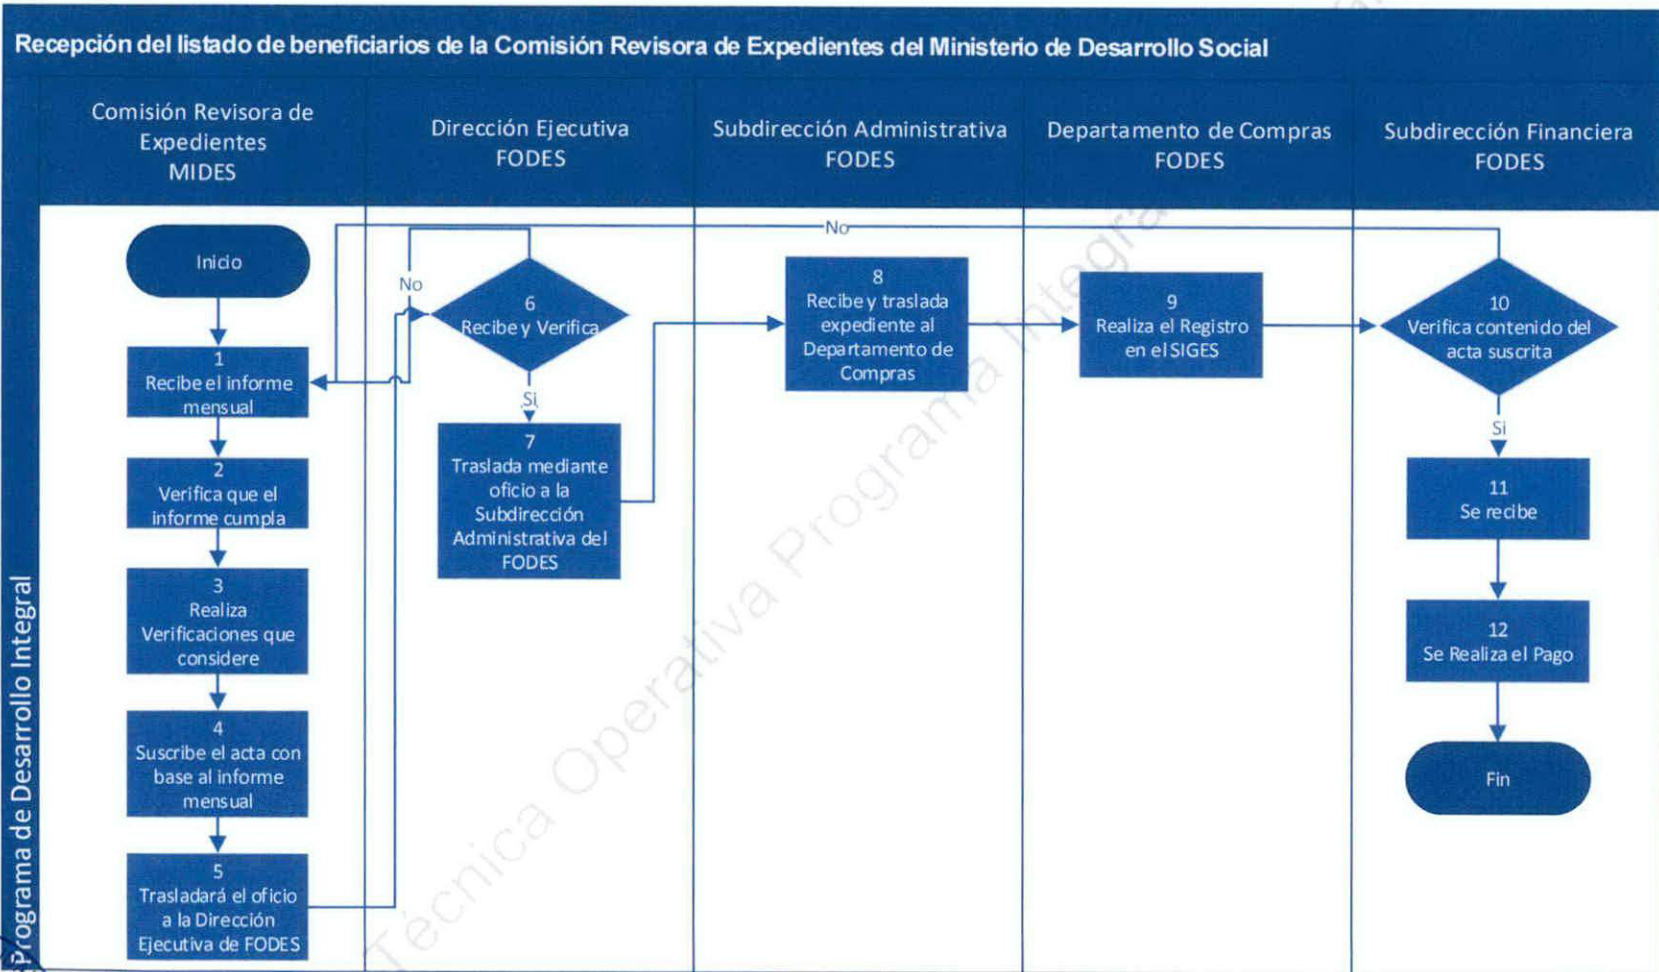 Recepción del listado de beneficiarios de la Comisión Revisora de Expedientes del Ministerio de Desarrollo Social
Comisión Revisora de
Expedientes
MIDES
Dirección Ejecutiva
FODES
Subdirección Administrativa
FODES
Departamento de Compras
FODES
Subdirección Financiera
FODES
Programa de Desarrollo Integral
Inicio
1
Recibe el informe
mensual
2
Verifica que el
informe cumpla
3
Realiza
Verificaciones que
considere
4
Suscribe el acta con
base al informe
mensual
5
Trasladará el oficio
a la Dirección
Ejecutiva de FODES
No
6
Recibe y Verifica
Si
7
Traslada mediante
oficio a la
Subdirección
Administrativa del
FODES
No
8
Recibe y traslada
expediente al
Departamento de
Compras
9
Realiza el Registro
en el SIGES
10
Verifica contenido del
acta suscrita
Si
11
Se recibe
12
Se Realiza el Pago
Fin
Técnica Operativa Programa Integra